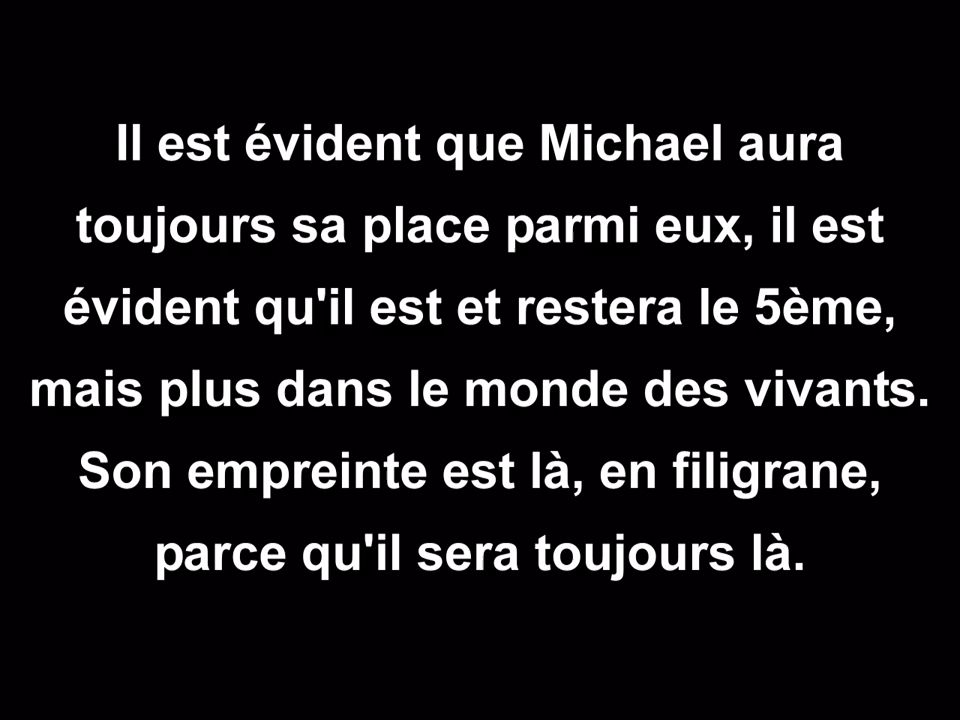 Il est évident que Michael aura
toujours sa place parmi eux, il est
évident qu'il est et restera le 5ème,
mais plus dans le monde des vivants.
Son empreinte est là, en filigrane,
parce qu'il sera toujours là.